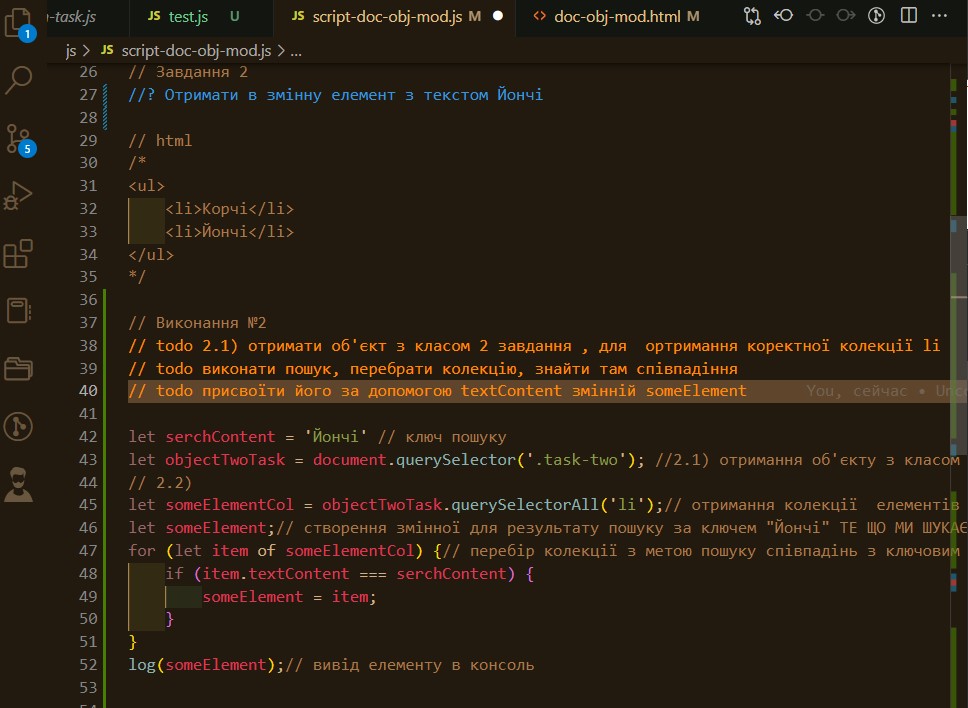 -task.js
JS test.js U
JS script-doc-obj-mod.js M
<> doc-obj-mod.html M
1
5
js > JS script-doc-obj-mod.js > ...
26 // Завдання 2
27 //? Отримати в змінну елемент з текстом Йончі
28
29 // html
30 /*
31 <ul>
32 <li>Корчі</li>
33 <li>Йончі</li>
34 </ul>
35 */
36
37 // Виконання №2
38 // todo 2.1) отримати об'єкт з класом 2 завдання , для  ортримання коректної колекції li
39 // todo виконати пошук, перебрати колекцію, знайти там співпадіння
40 // todo присвоїти його за допомогою textContent змінній someElement You, сейчас •
41
42 let serchContent = 'Йончі' // ключ пошуку
43 let objectTwoTask = document.querySelector('.task-two'); //2.1) отримання об'єкту з класом
44 // 2.2)
45 let someElementCol = objectTwoTask.querySelectorAll('li');// отримання колекції  елементів
46 let someElement;// створення змінної для результату пошуку за ключем "Йончі" ТЕ ЩО МИ ШУКАЄ
47 for (let item of someElementCol) {// перебір колекції з метою пошуку співпадінь з ключовим
48 if (item.textContent === serchContent) {
49 someElement = item;
50 }
51 }
52 log(someElement);// вивід елементу в консоль
53